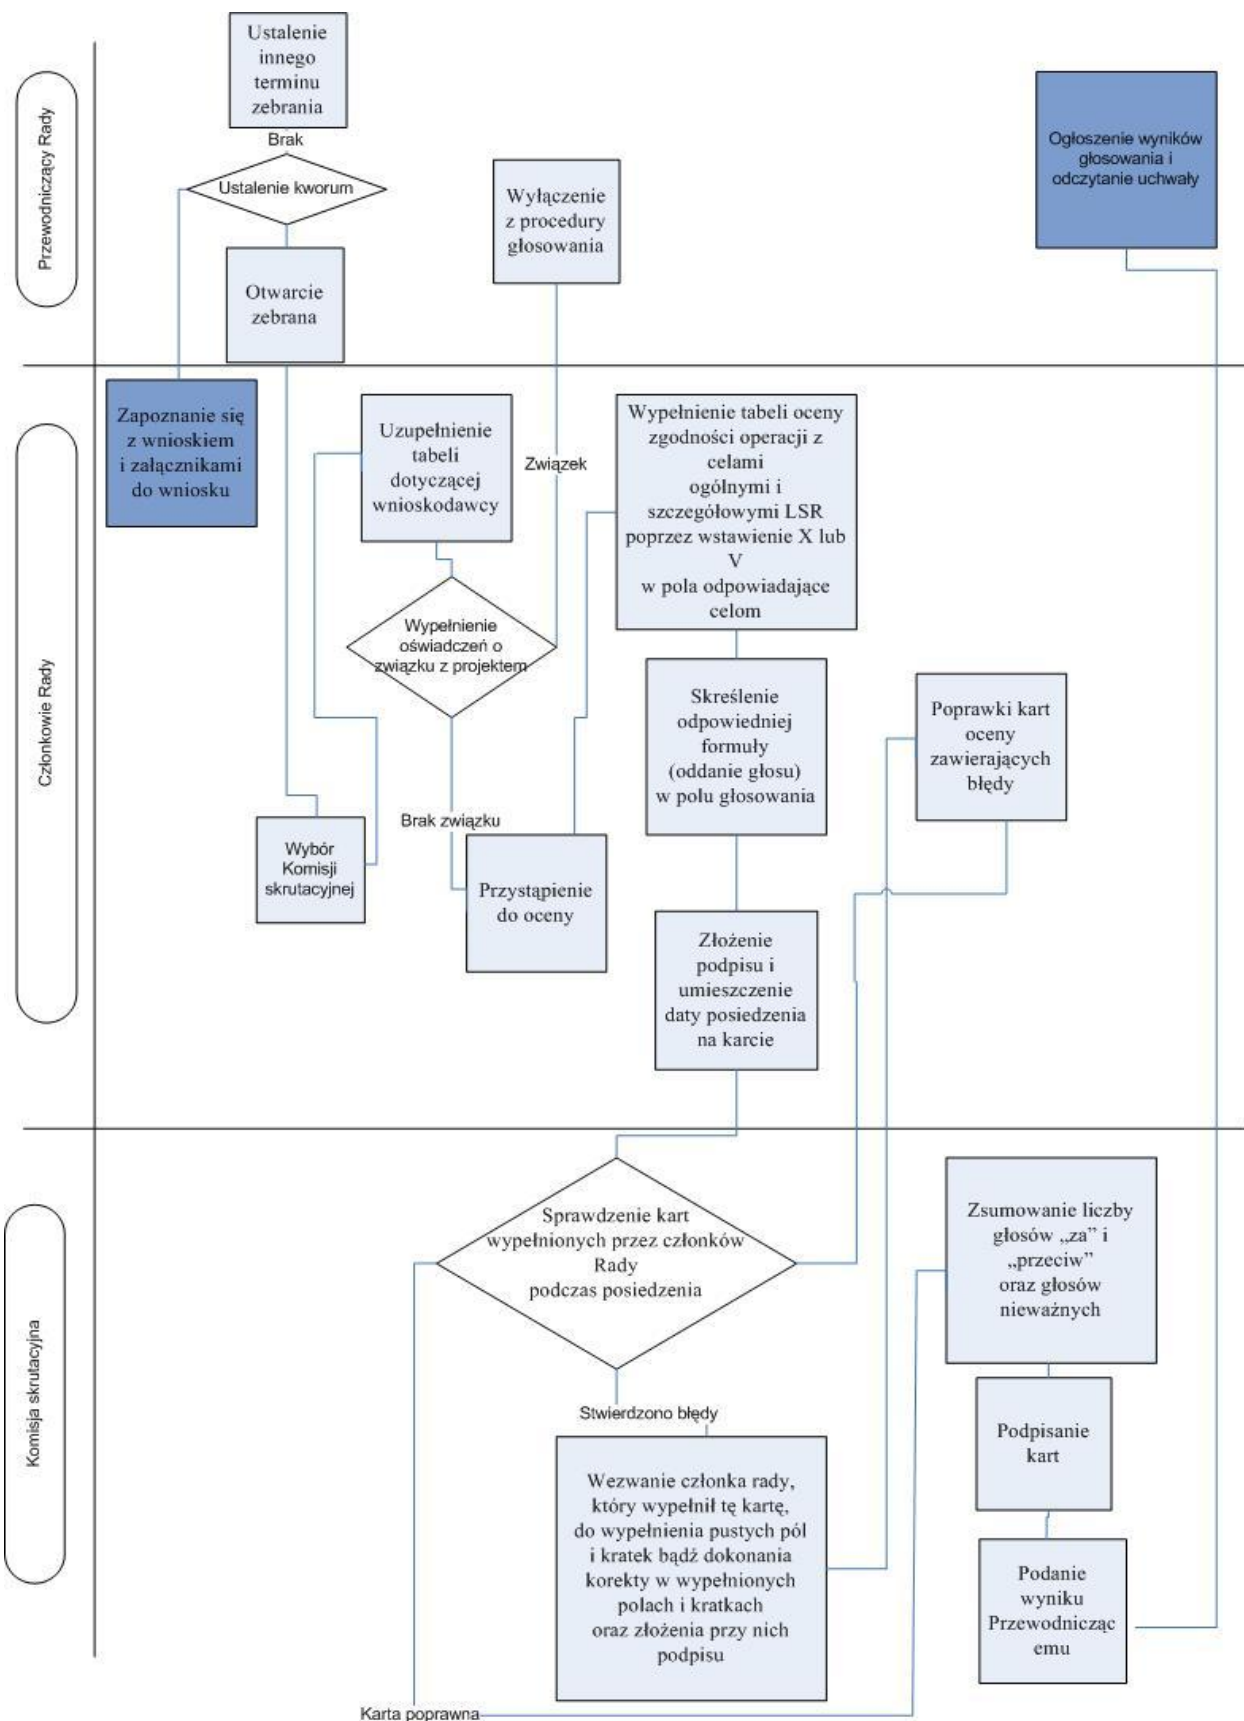 Przewodniczący Rady
Ustalenie
innego
terminu
zebrania
Brak
Ustalenie kworum
Otwarcie
zebrana
Wyłączenie
z procedury
głosowania
Ogłoszenie wyników
głosowania i
odczytanie uchwały
Członkowie Rady
Zapoznanie się
z wnioskiem
i załącznikami
do wniosku
Uzupełnienie
tabeli
dotyczącej
wnioskodawcy
Związek
Wypełnienie
oświadczeń o
związku z projektem
Brak związku
Wybór
Komisji
skrutacyjnej
Przystąpienie
do oceny
Wypełnienie tabeli oceny
zgodności operacji z
celami
ogólnymi i
szczegółowymi LSR
poprzez wstawienie X lub
V
w pola odpowiadające
celom
Skreślenie
odpowiedniej
formuły
(oddanie głosu)
w polu głosowania
Złożenie
podpisu i
umieszczenie
daty posiedzenia
na karcie
Poprawki kart
oceny
zawierających
błędy
Komisja skrutacyjna
Sprawdzenie kart
wypełnionych przez członków
Rady
podczas posiedzenia
Stwierdzono błędy
Wezwanie członka rady,
który wypełnił tę kartę,
do wypełnienia pustych pól
i kratek bądź dokonania
korekty w wypełnionych
polach i kratkach
oraz złożenia przy nich
podpisu
Karta poprawna
Zsumowanie liczby
głosów „za” i
„przeciw”
oraz głosów
nieważnych
Podpisanie
kart
Podanie
wyniku
Przewodnicząc
emu